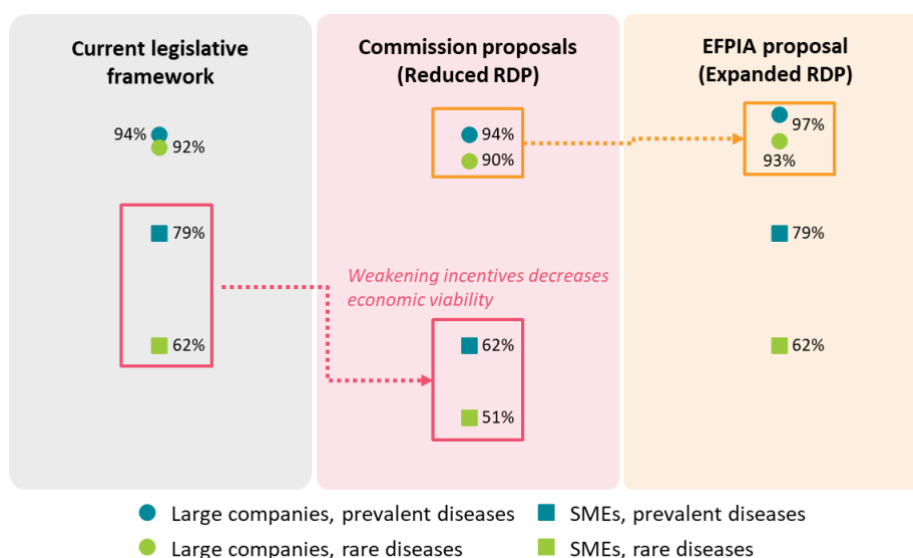 Current legislative
framework
Commission proposals
(Reduced RDP)
EFPIA proposal
(Expanded RDP)
94%
92%
94%
90%
97%
93%
79%
79%
Weakening incentives decreases
economic viability
62%
62%
62%
51%
Large companies, prevalent diseases
SMEs, prevalent diseases
Large companies, rare diseases
SMEs, rare diseases